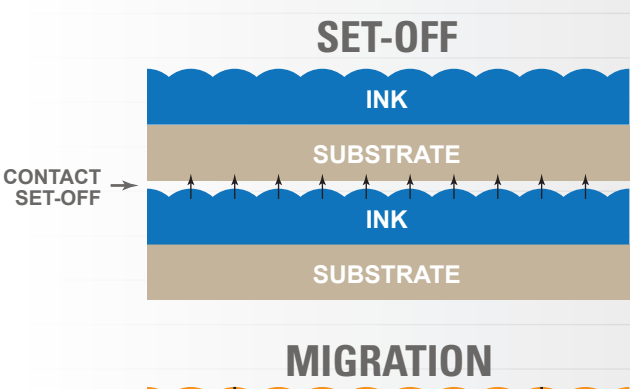 SET-OFF
INK
SUBSTRATE
CONTACT
SET-OFF
INK
SUBSTRATE
MIGRATION